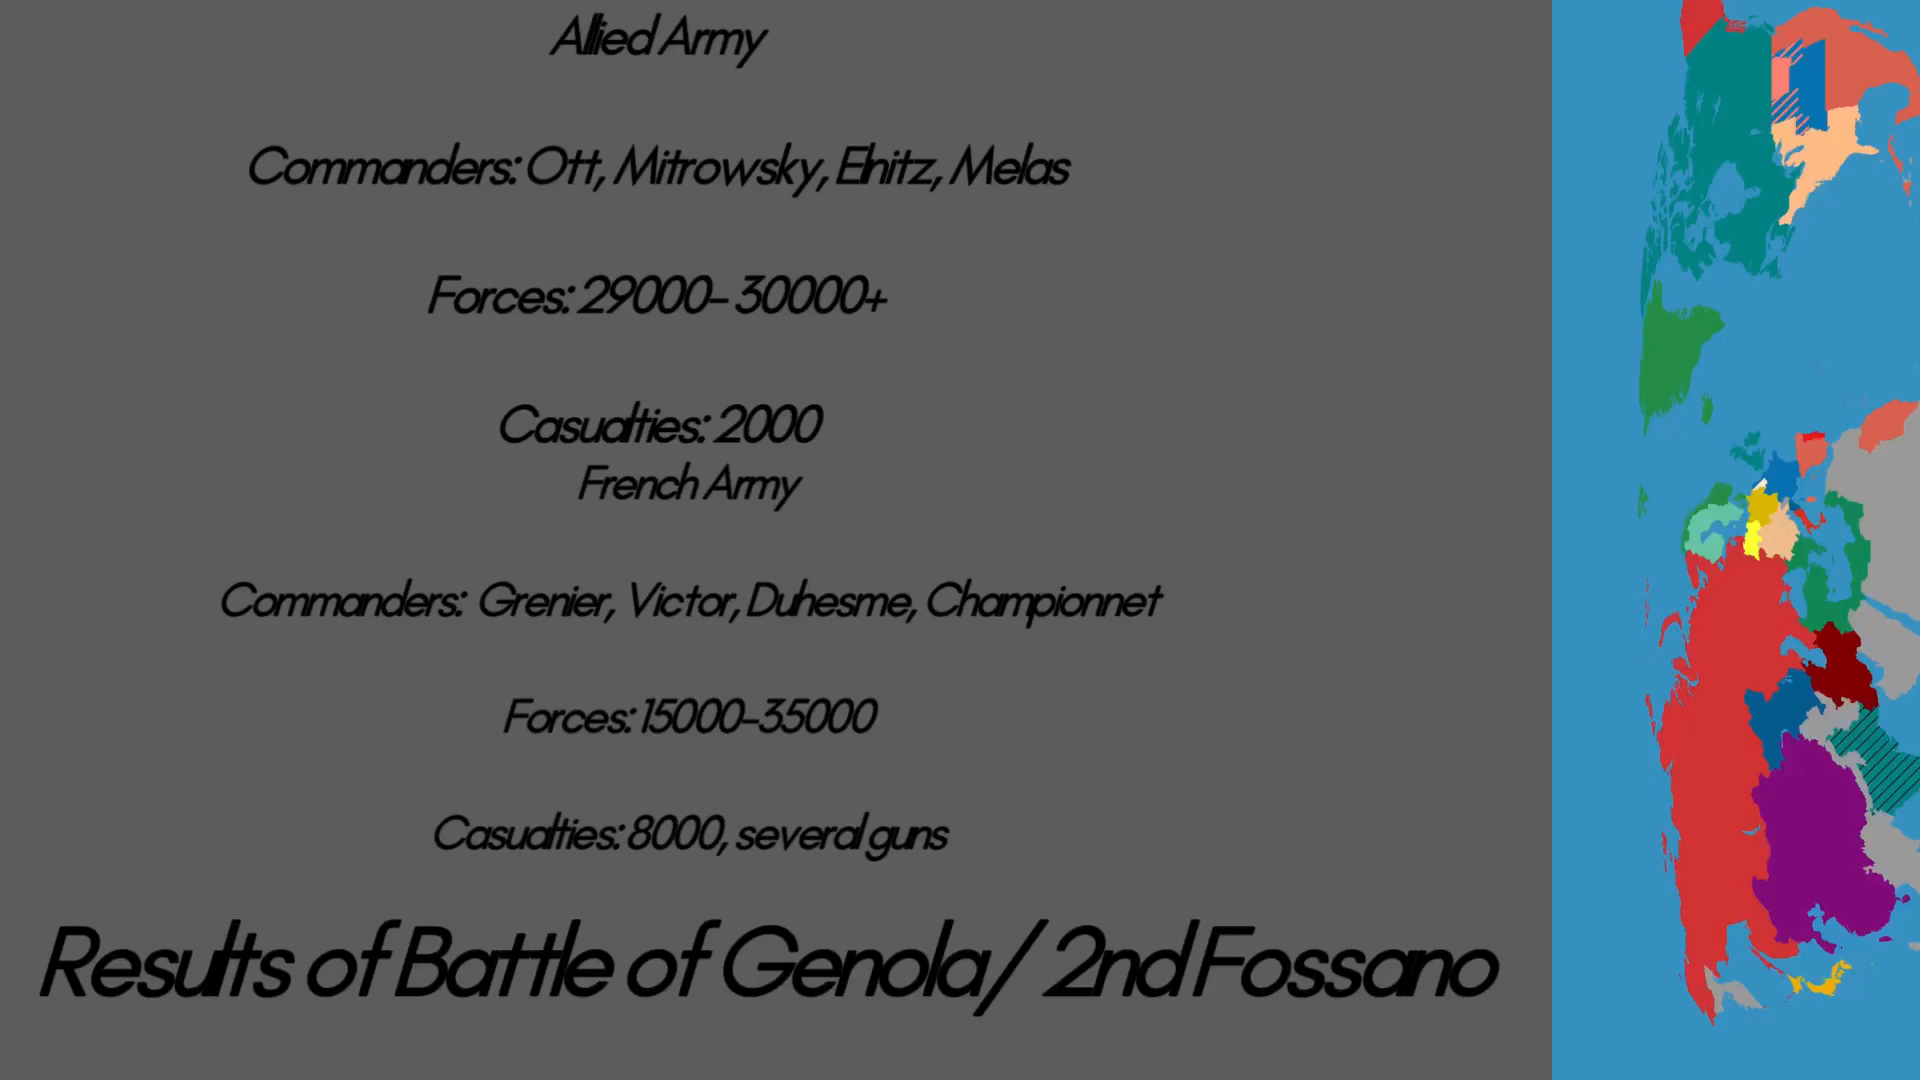 Allied Army
Commanders: Ott, Mitrowsky, Elnitz, Melas
Forces: 29000- 30000+
Casualties: 2000
French Army
Commanders: Grenier, Victor, Duhesme, Championnet
Forces: 15000-35000
Casualties: 8000, several guns
Results of Battle of Genola/ 2nd Fossano